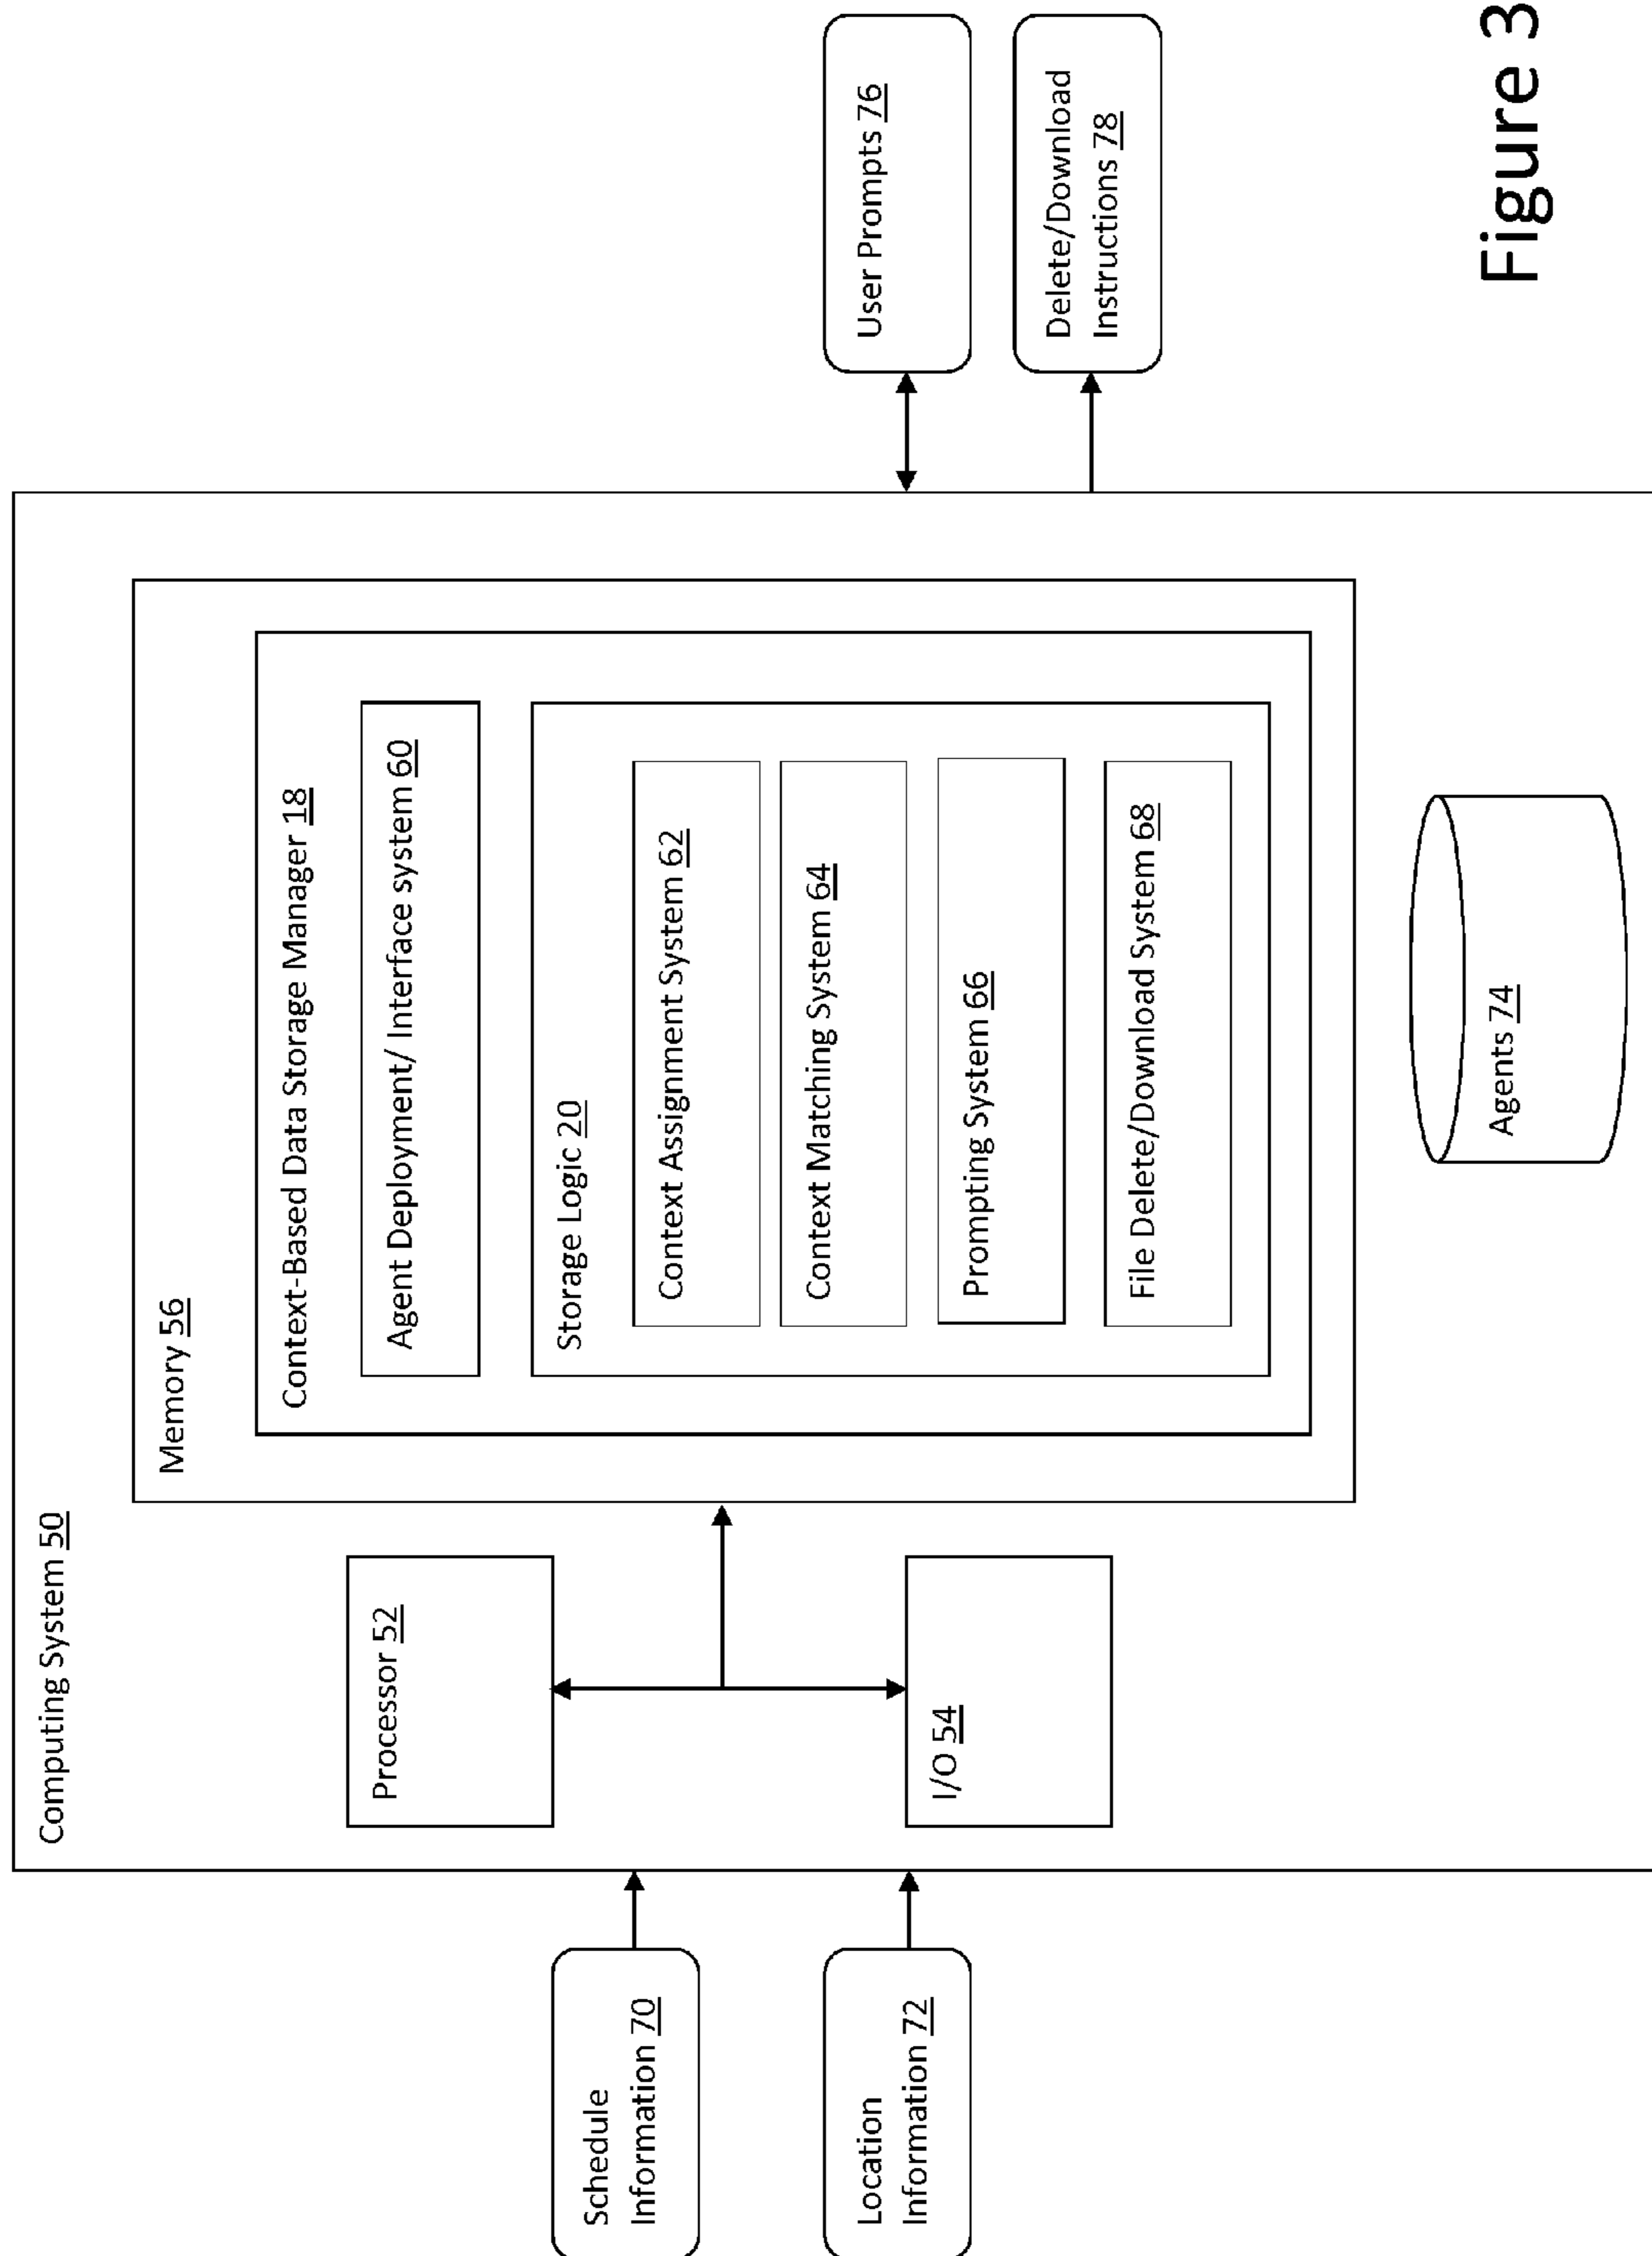 Computing System 50
Memory 56
Context-Based Data Storage Manager 18
Agent Deployment/ Interface system 60
Storage Logic 20
Context Assignment System 62
Context Matching System 64
Prompting System 66
File Delete/Download System 68
Processor 52
I/O 54
Schedule
Information 70
Location
Information 72
User Prompts 76
Delete/Download
Instructions 78
Agents 74
Figure 3